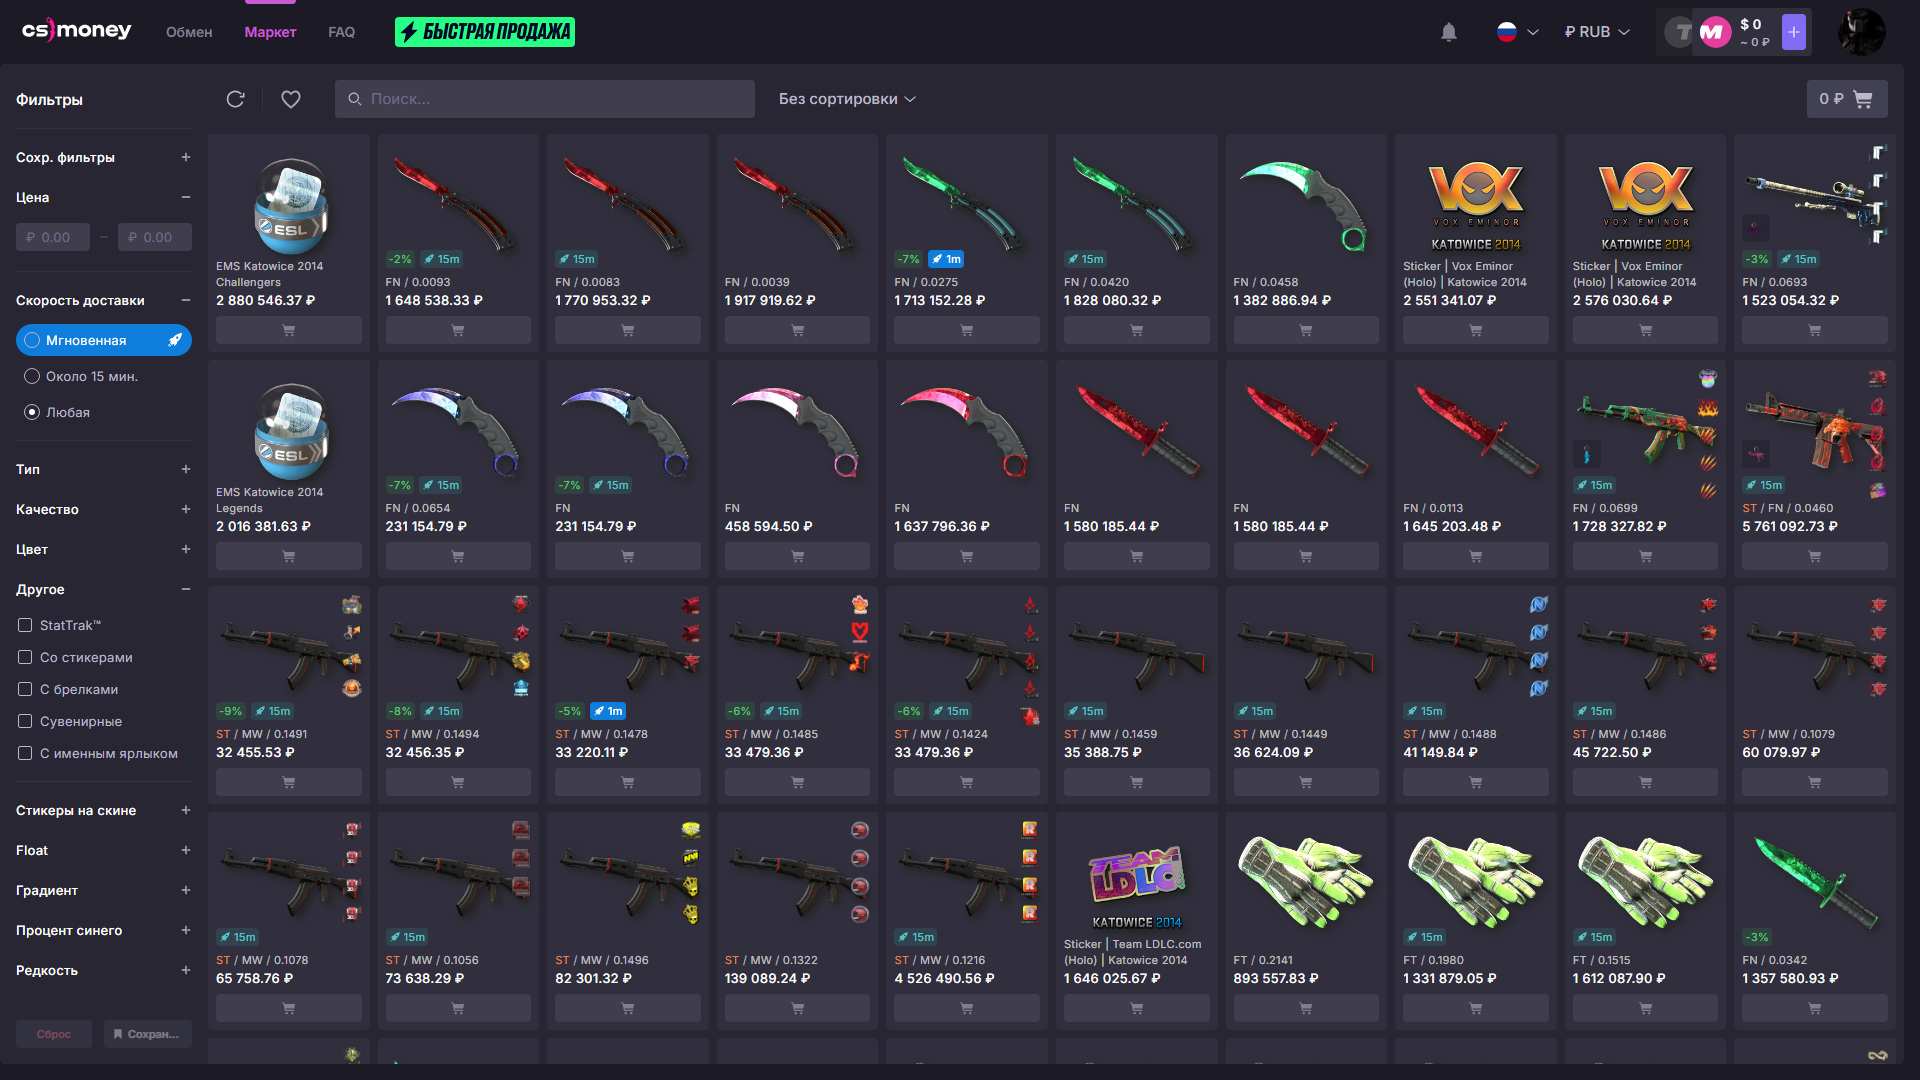 cs money
Обмен
Маркет
FAQ
БЫСТРАЯ ПРОДАЖА
₽ RUB
T
M
$ 0
~ 0 ₽
+
Фильтры
Поиск...
Без сортировки
0 ₽
Сохр. фильтры
Цена
₽ 0.00 – ₽ 0.00
Скорость доставки
Мгновенная
Около 15 мин.
Любая
Тип
Качество
Цвет
Другое
StatTrak™
Со стикерами
С брелками
Сувенирные
С именным ярлыком
Стикеры на скине
Float
Градиент
Процент синего
Редкость
Сброс
Сохран...
ESL
EMS Katowice 2014
Challengers
2 880 546.37 ₽
-2% 15m
FN / 0.0093
1 648 538.33 ₽
15m
FN / 0.0083
1 770 953.32 ₽
FN / 0.0039
1 917 919.62 ₽
-7% 1m
FN / 0.0275
1 713 152.28 ₽
15m
FN / 0.0420
1 828 080.32 ₽
FN / 0.0458
1 382 886.94 ₽
VOX
VOX EMINOR
KATOWICE 2014
Sticker | Vox Eminor
(Holo) | Katowice 2014
2 551 341.07 ₽
VOX
VOX EMINOR
KATOWICE 2014
Sticker | Vox Eminor
(Holo) | Katowice 2014
2 576 030.64 ₽
-3% 15m
FN / 0.0693
1 523 054.32 ₽
ESL
EMS Katowice 2014
Legends
2 016 381.63 ₽
-7% 15m
FN / 0.0654
231 154.79 ₽
-7% 15m
FN
231 154.79 ₽
FN
458 594.50 ₽
FN
1 637 796.36 ₽
FN
1 580 185.44 ₽
FN
1 580 185.44 ₽
FN / 0.0113
1 645 203.48 ₽
15m
FN / 0.0699
1 728 327.82 ₽
15m
ST / FN / 0.0460
5 761 092.73 ₽
-9% 15m
ST / MW / 0.1491
32 455.53 ₽
-8% 15m
ST / MW / 0.1494
32 456.35 ₽
-5% 1m
ST / MW / 0.1478
33 220.11 ₽
-6% 15m
ST / MW / 0.1485
33 479.36 ₽
-6% 15m
ST / MW / 0.1424
33 479.36 ₽
15m
ST / MW / 0.1459
35 388.75 ₽
15m
ST / MW / 0.1449
36 624.09 ₽
15m
ST / MW / 0.1488
41 149.84 ₽
15m
ST / MW / 0.1486
45 722.50 ₽
ST / MW / 0.1079
60 079.97 ₽
15m
ST / MW / 0.1078
65 758.76 ₽
15m
ST / MW / 0.1056
73 638.29 ₽
ST / MW / 0.1496
82 301.32 ₽
ST / MW / 0.1322
139 089.24 ₽
15m
ST / MW / 0.1216
4 526 490.56 ₽
TEAM
LDLC
KATOWICE 2014
Sticker | Team LDLC.com
(Holo) | Katowice 2014
1 646 025.67 ₽
FT / 0.2141
893 557.83 ₽
15m
FT / 0.1980
1 331 879.05 ₽
15m
FT / 0.1515
1 612 087.90 ₽
-3%
FN / 0.0342
1 357 580.93 ₽